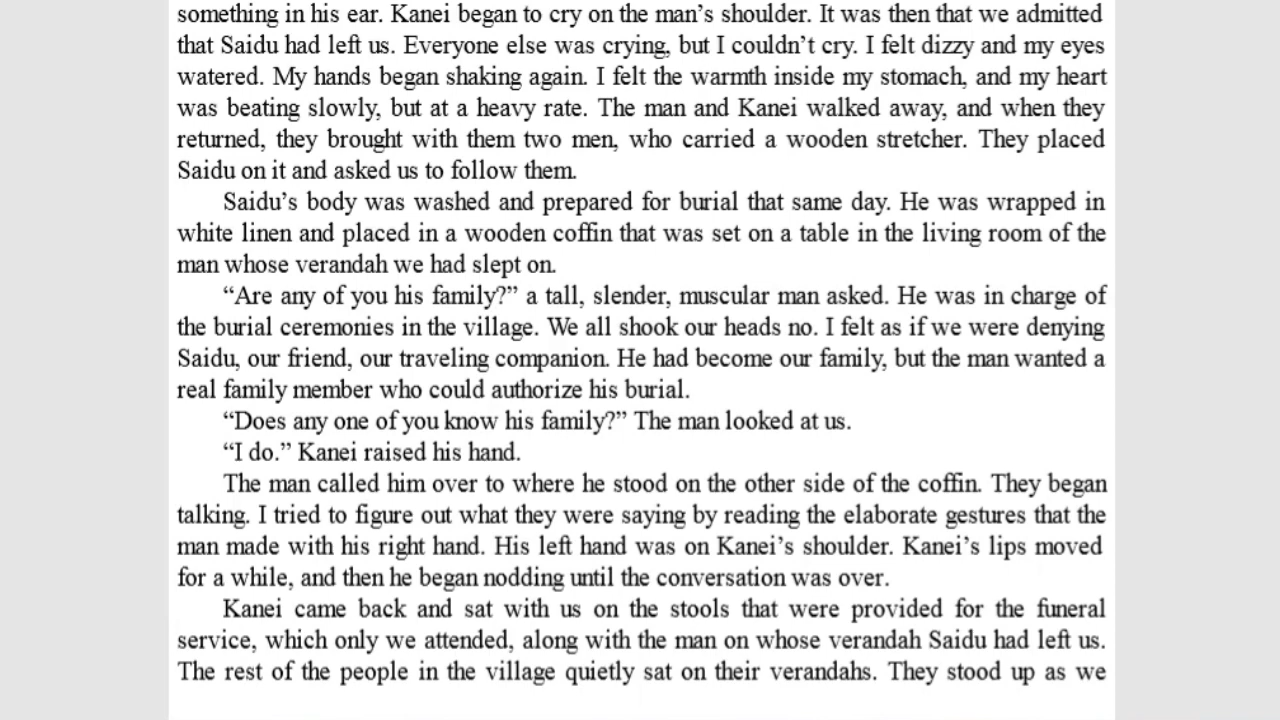 something in his ear. Kanei began to cry on the man’s shoulder. It was then that we admitted
that Saidu had left us. Everyone else was crying, but I couldn’t cry. I felt dizzy and my eyes
watered. My hands began shaking again. I felt the warmth inside my stomach, and my heart
was beating slowly, but at a heavy rate. The man and Kanei walked away, and when they
returned, they brought with them two men, who carried a wooden stretcher. They placed
Saidu on it and asked us to follow them.
Saidu’s body was washed and prepared for burial that same day. He was wrapped in
white linen and placed in a wooden coffin that was set on a table in the living room of the
man whose verandah we had slept on.
“Are any of you his family?” a tall, slender, muscular man asked. He was in charge of
the burial ceremonies in the village. We all shook our heads no. I felt as if we were denying
Saidu, our friend, our traveling companion. He had become our family, but the man wanted a
real family member who could authorize his burial.
“Does any one of you know his family?” The man looked at us.
“I do.” Kanei raised his hand.
The man called him over to where he stood on the other side of the coffin. They began
talking. I tried to figure out what they were saying by reading the elaborate gestures that the
man made with his right hand. His left hand was on Kanei’s shoulder. Kanei’s lips moved
for a while, and then he began nodding until the conversation was over.
Kanei came back and sat with us on the stools that were provided for the funeral
service, which only we attended, along with the man on whose verandah Saidu had left us.
The rest of the people in the village quietly sat on their verandahs. They stood up as we